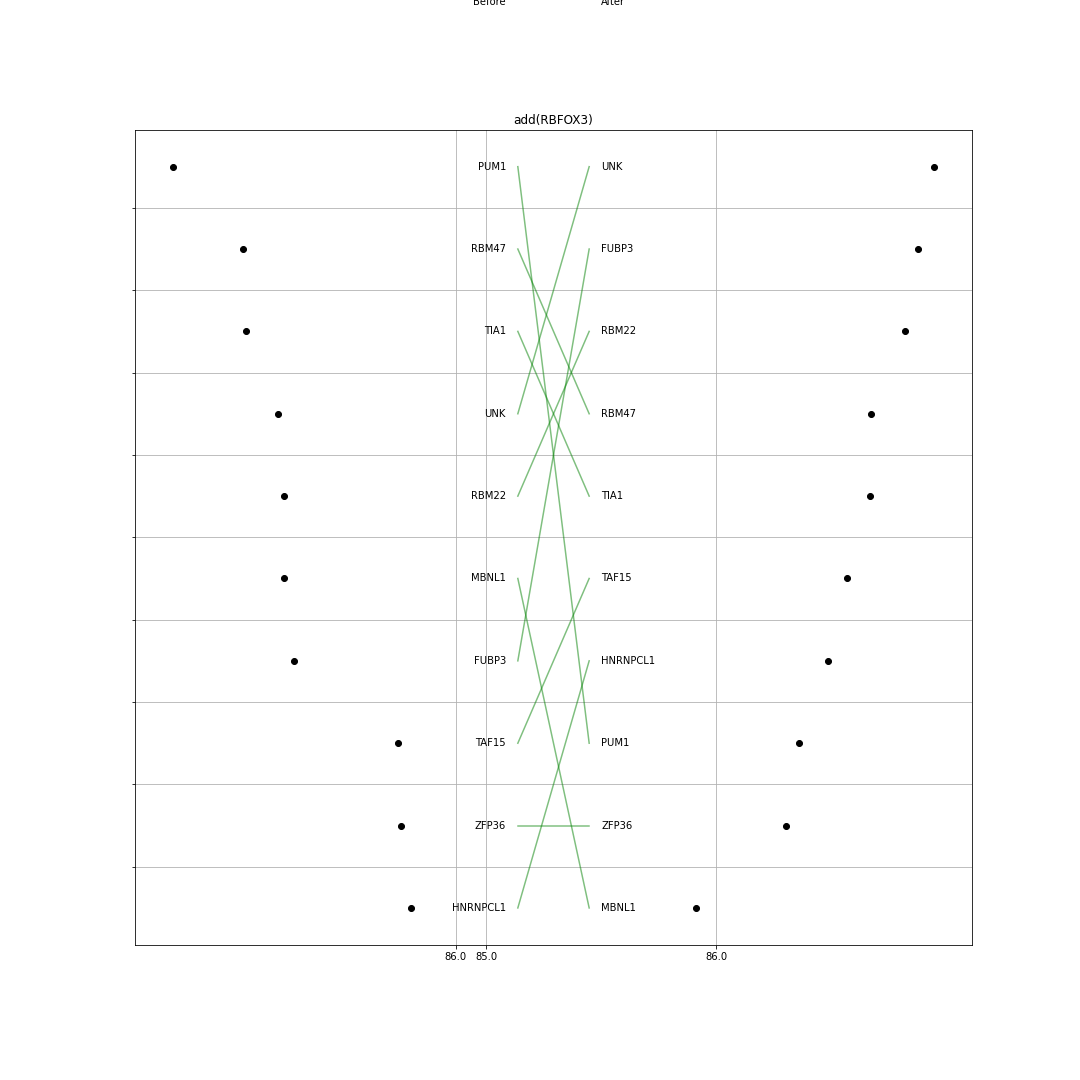 Before After
add(RBFOX3)
PUM1 UNK
RBM47 FUBP3
TIA1 RBM22
UNK RBM47
RBM22 TIA1
MBNL1 TAF15
FUBP3 HNRNPCL1
TAF15 PUM1
ZFP36 ZFP36
HNRNPCL1 MBNL1
86.0 85.0 86.0